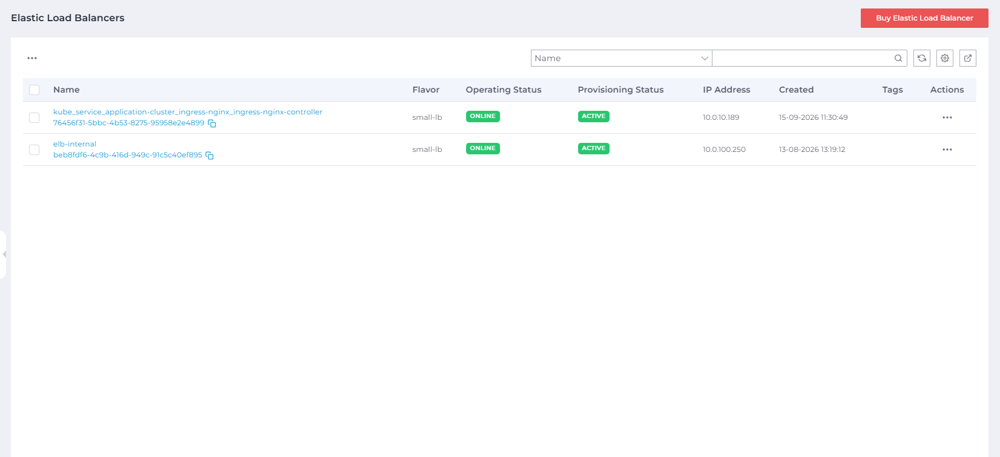 Elastic Load Balancers
Buy Elastic Load Balancer
Name
Name Flavor Operating Status Provisioning Status IP Address Created Tags Actions
kube_service_application-cluster_ingress-nginx_ingress-nginx-controller
76456f31-5bbc-4b53-8275-95958e2e4899
small-lb ONLINE ACTIVE 10.0.10.189 15-09-2026 11:30:49
elb-internal
beb8fdf6-4c9b-416d-949c-91c5c40ef895
small-lb ONLINE ACTIVE 10.0.100.250 13-08-2026 13:19:12